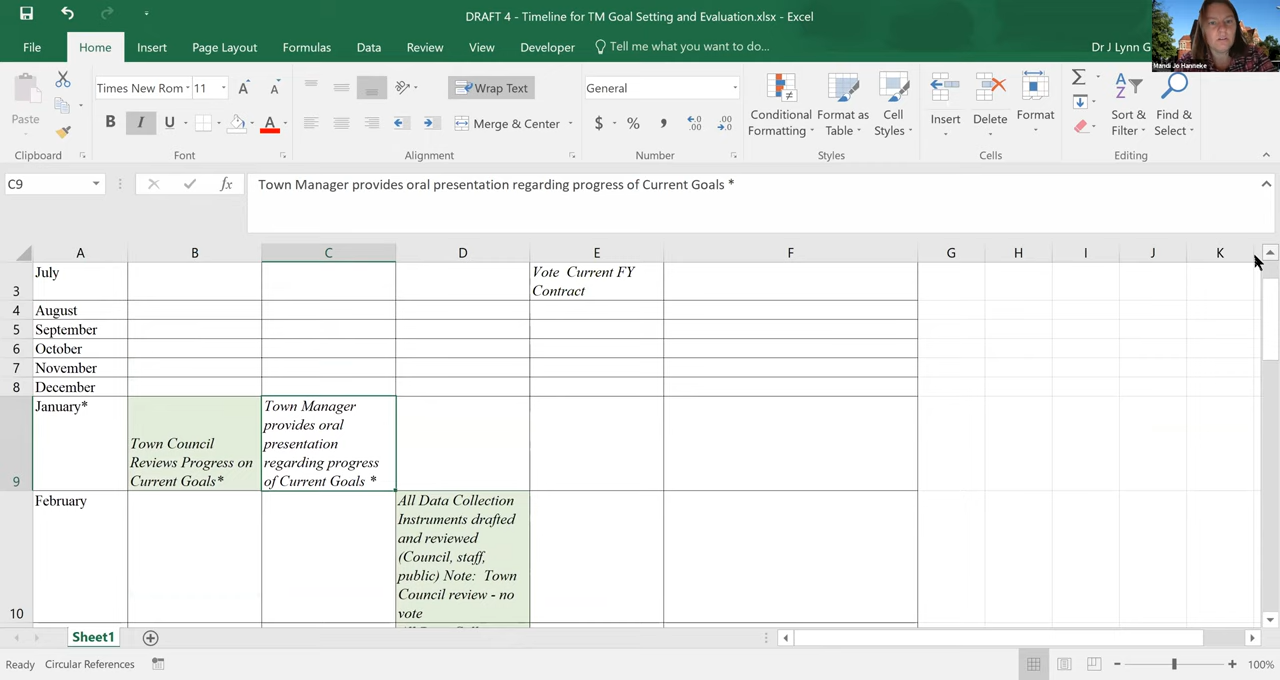 DRAFT 4 - Timeline for TM Goal Setting and Evaluation.xlsx - Excel
File Home Insert Page Layout Formulas Data Review View Developer Tell me what you want to do... Dr J Lynn G
Mandi Jo Hanneke
Paste
Clipboard
Times New Rom 11
B I U A
Font
Wrap Text
Merge & Center
Alignment
General
$ % ,
Number
Conditional Formatting
Format as Table
Cell Styles
Styles
Insert Delete Format
Cells
Sort & Filter
Find & Select
Editing
C9 fx Town Manager provides oral presentation regarding progress of Current Goals *
A B C D E F G H I J K
3 July
Vote Current FY
Contract
4 August
5 September
6 October
7 November
8 December
9 January*
Town Council
Reviews Progress on
Current Goals*
Town Manager
provides oral
presentation
regarding progress
of Current Goals *
10 February
All Data Collection
Instruments drafted
and reviewed
(Council, staff,
public) Note: Town
Council review - no
vote
Sheet1
Ready Circular References 100%